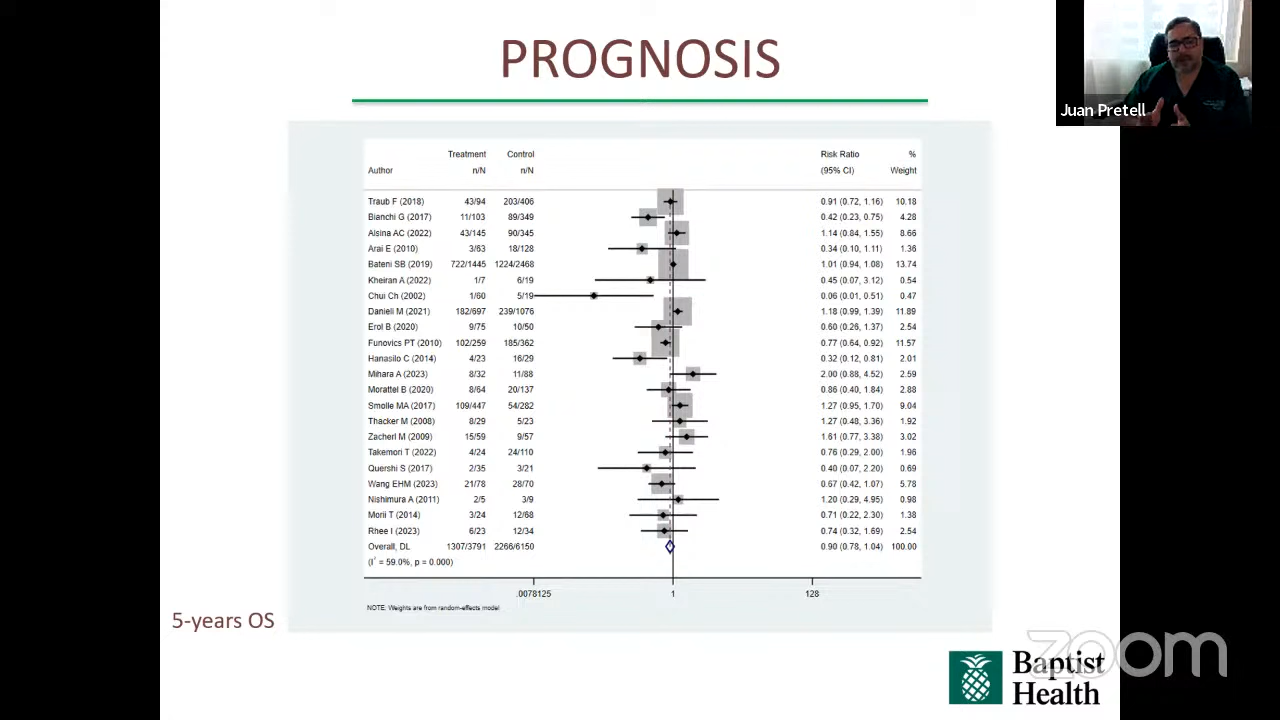 PROGNOSIS
Juan Pretell
Treatment Control Risk Ratio %
Author n/N n/N (95% CI) Weight
Traub F (2018) 43/94 203/406 0.91 (0.72, 1.16) 10.18
Bianchi G (2017) 11/103 89/349 0.42 (0.23, 0.75) 4.28
Alsina AC (2022) 43/145 90/345 1.14 (0.84, 1.55) 8.66
Arai E (2010) 3/63 18/128 0.34 (0.10, 1.11) 1.36
Bateni SB (2019) 722/1445 1224/2468 1.01 (0.94, 1.08) 13.74
Kheiran A (2022) 1/7 6/19 0.45 (0.07, 3.12) 0.54
Chui Ch (2002) 1/60 5/19 0.06 (0.01, 0.51) 0.47
Danieli M (2021) 182/697 239/1076 1.18 (0.99, 1.39) 11.89
Erol B (2020) 9/75 10/50 0.60 (0.26, 1.37) 2.54
Funovics PT (2010) 102/259 185/362 0.77 (0.64, 0.92) 11.57
Hanasilo C (2014) 4/23 16/29 0.32 (0.12, 0.81) 2.01
Mihara A (2023) 8/32 11/88 2.00 (0.88, 4.52) 2.59
Morattel B (2020) 8/64 20/137 0.86 (0.40, 1.84) 2.88
Smolle MA (2017) 109/447 54/282 1.27 (0.95, 1.70) 9.04
Thacker M (2008) 8/29 5/23 1.27 (0.48, 3.36) 1.92
Zacherl M (2009) 15/59 9/57 1.61 (0.77, 3.38) 3.02
Takemori T (2022) 4/24 24/110 0.76 (0.29, 2.00) 1.96
Quershi S (2017) 2/35 3/21 0.40 (0.07, 2.20) 0.69
Wang EHM (2023) 21/78 28/70 0.67 (0.42, 1.07) 5.78
Nishimura A (2011) 2/5 3/9 1.20 (0.29, 4.95) 0.98
Morii T (2014) 3/24 12/68 0.71 (0.22, 2.30) 1.38
Rhee I (2023) 6/23 12/34 0.74 (0.32, 1.69) 2.54
Overall, DL 1307/3791 2266/6150 0.90 (0.78, 1.04) 100.00
(I² = 59.0%, p = 0.000)
.0078125 1 128
NOTE: Weights are from random-effects model
5-years OS
zoom
Baptist
Health